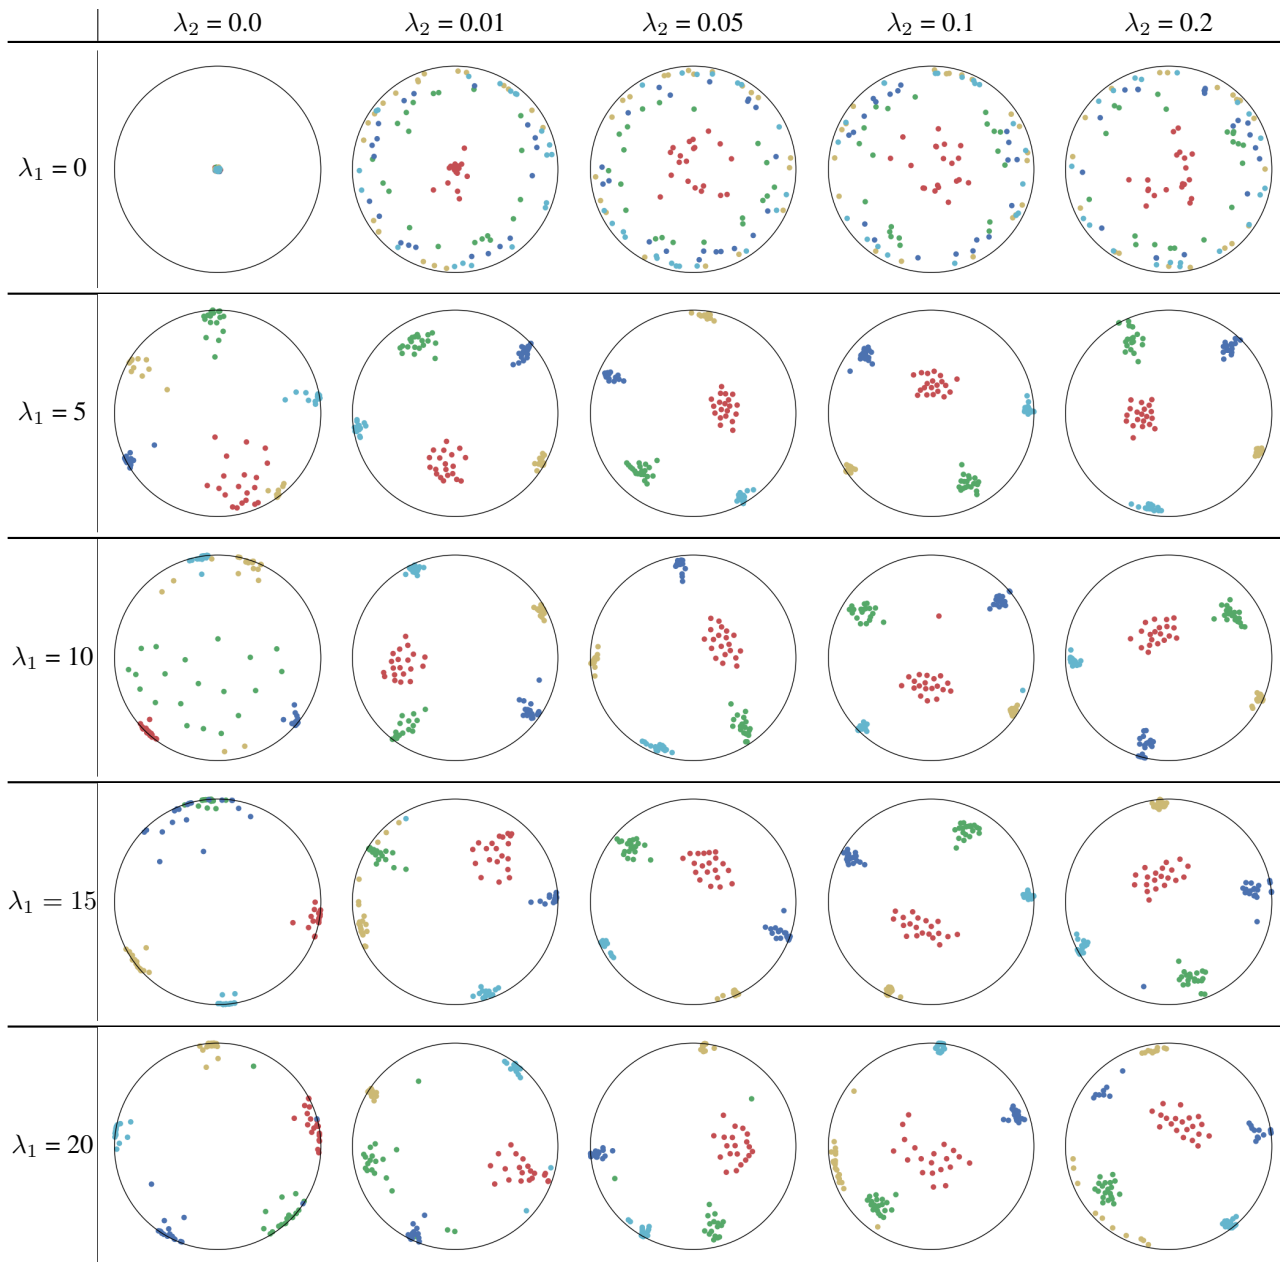 λ₂ = 0.0 λ₂ = 0.01 λ₂ = 0.05 λ₂ = 0.1 λ₂ = 0.2
λ₁ = 0
λ₁ = 5
λ₁ = 10
λ₁ = 15
λ₁ = 20